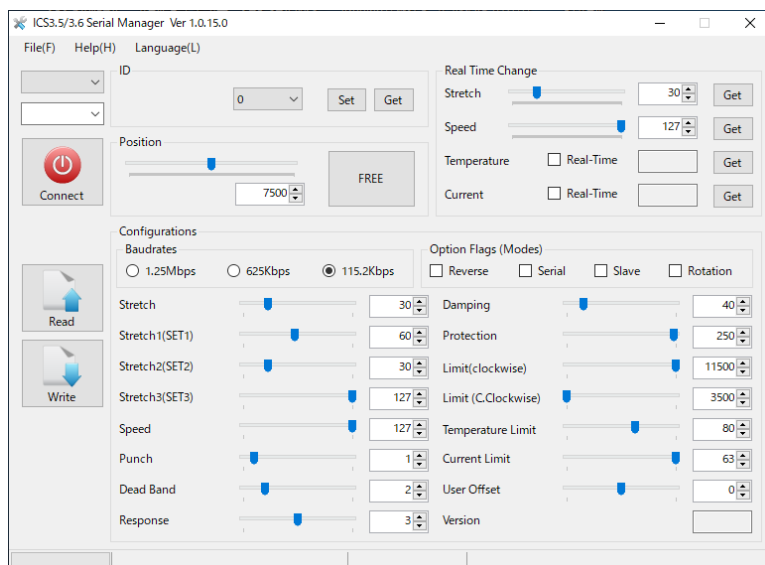 ICS3.5/3.6 Serial Manager Ver 1.0.15.0
File(F) Help(H) Language(L)
ID
0
Set
Get
Real Time Change
Stretch 30 Get
Speed 127 Get
Temperature Real-Time Get
Current Real-Time Get
Connect
Position
7500
FREE
Configurations
Baudrates
1.25Mbps 625Kbps 115.2Kbps
Option Flags (Modes)
Reverse Serial Slave Rotation
Read
Write
Stretch 30
Stretch1(SET1) 60
Stretch2(SET2) 30
Stretch3(SET3) 127
Speed 127
Punch 1
Dead Band 2
Response 3
Damping 40
Protection 250
Limit(clockwise) 11500
Limit (C.Clockwise) 3500
Temperature Limit 80
Current Limit 63
User Offset 0
Version